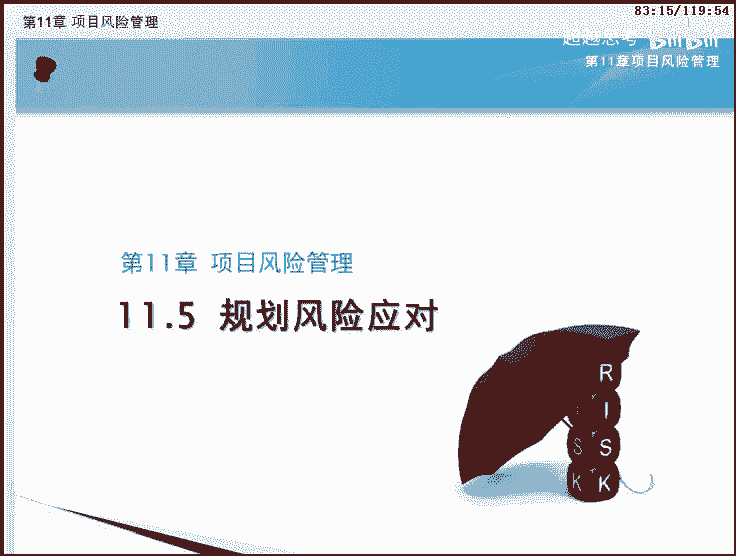 第11章 项目风险管理
83:15/119:54
第11章项目风险管理
第11章 项目风险管理
11.5 规划风险应对
R
I
S S
K K